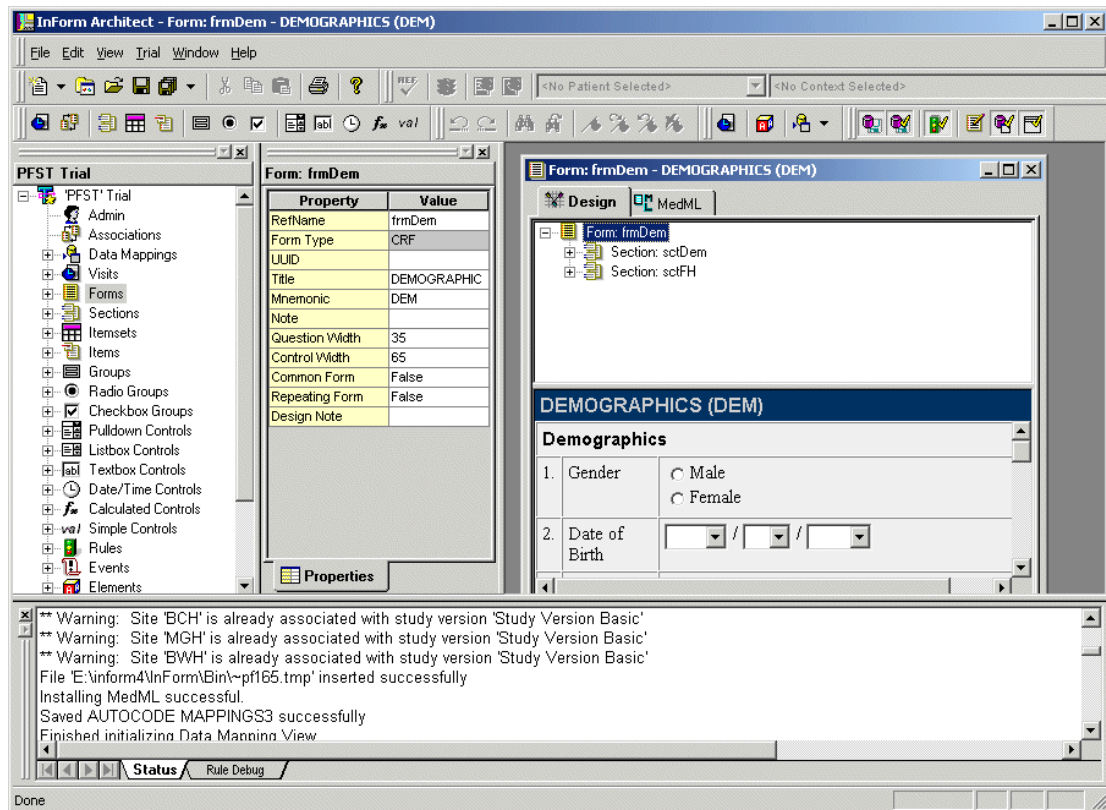 InForm Architect - Form: frmDem - DEMOGRAPHICS (DEM)
File Edit View Trial Window Help
REF
<No Patient Selected>
<No Context Selected>
abl
fx
val
PFST Trial
'PFST' Trial
Admin
Associations
Data Mappings
Visits
Forms
Sections
Itemsets
Items
Groups
Radio Groups
Checkbox Groups
Pulldown Controls
Listbox Controls
abl Textbox Controls
Date/Time Controls
fx Calculated Controls
val Simple Controls
Rules
Events
Elements
Form: frmDem
Property Value
RefName frmDem
Form Type CRF
UUID
Title DEMOGRAPHIC
Mnemonic DEM
Note
Question Width 35
Control Width 65
Common Form False
Repeating Form False
Design Note
Properties
Form: frmDem - DEMOGRAPHICS (DEM)
Design MedML
Form: frmDem
Section: sctDem
Section: sctFH
DEMOGRAPHICS (DEM)
Demographics
1. Gender Male
Female
2. Date of Birth / /
** Warning: Site 'BCH' is already associated with study version 'Study Version Basic'
** Warning: Site 'MGH' is already associated with study version 'Study Version Basic'
** Warning: Site 'BWH' is already associated with study version 'Study Version Basic'
File 'E:\inform4\InForm\Bin\~pf165.tmp' inserted successfully
Installing MedML successful.
Saved AUTOCODE MAPPINGS3 successfully
Finished initializing Data Mapping View
Status Rule Debug
Done